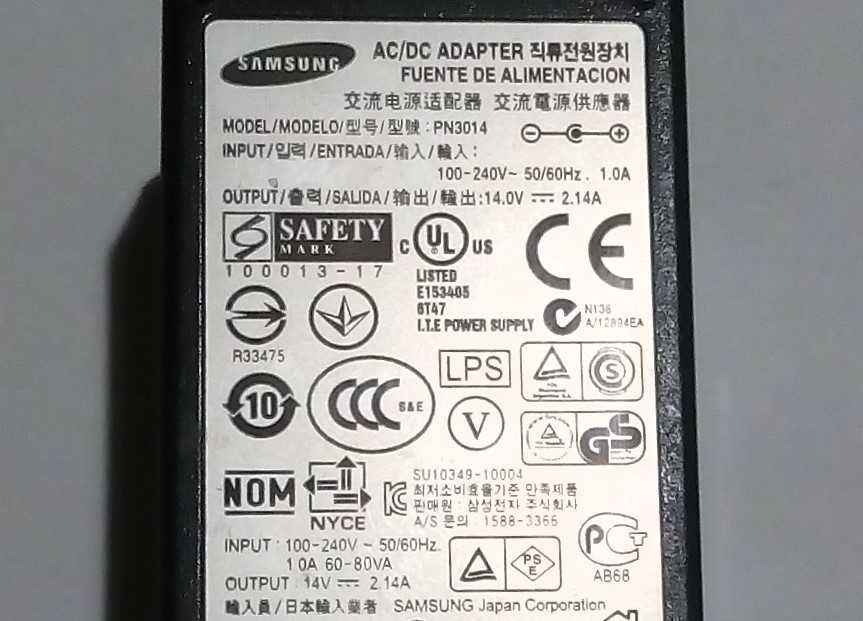 SAMSUNG
AC/DC ADAPTER 직류전원장치
FUENTE DE ALIMENTACION
交流电源适配器 交流電源供應器
MODEL/MODELO/型号/型號 : PN3014
INPUT/입력/ENTRADA/输入/輸入 :
100-240V~ 50/60Hz . 1.0A
OUTPUT/출력/SALIDA/输出/輸出:14.0V ⎓ 2.14A
SAFETY
MARK
100013-17
C UL US
LISTED
E153405
6T47
I.T.E POWER SUPPLY
CE
N136
A/12894EA
R33475
LPS
S
10
CCC S&E
V
GS
NOM
NYCE
SU10349-10004
최저소비효율기준 만족제품
판매원 : 삼성전자 주식회사
A/S 문의 : 1588-3366
INPUT : 100-240V ~ 50/60Hz.
1.0A 60-80VA
OUTPUT : 14V ⎓ 2.14A
PS
E
AB68
輸入員/日本輸入業者 SAMSUNG Japan Corporation